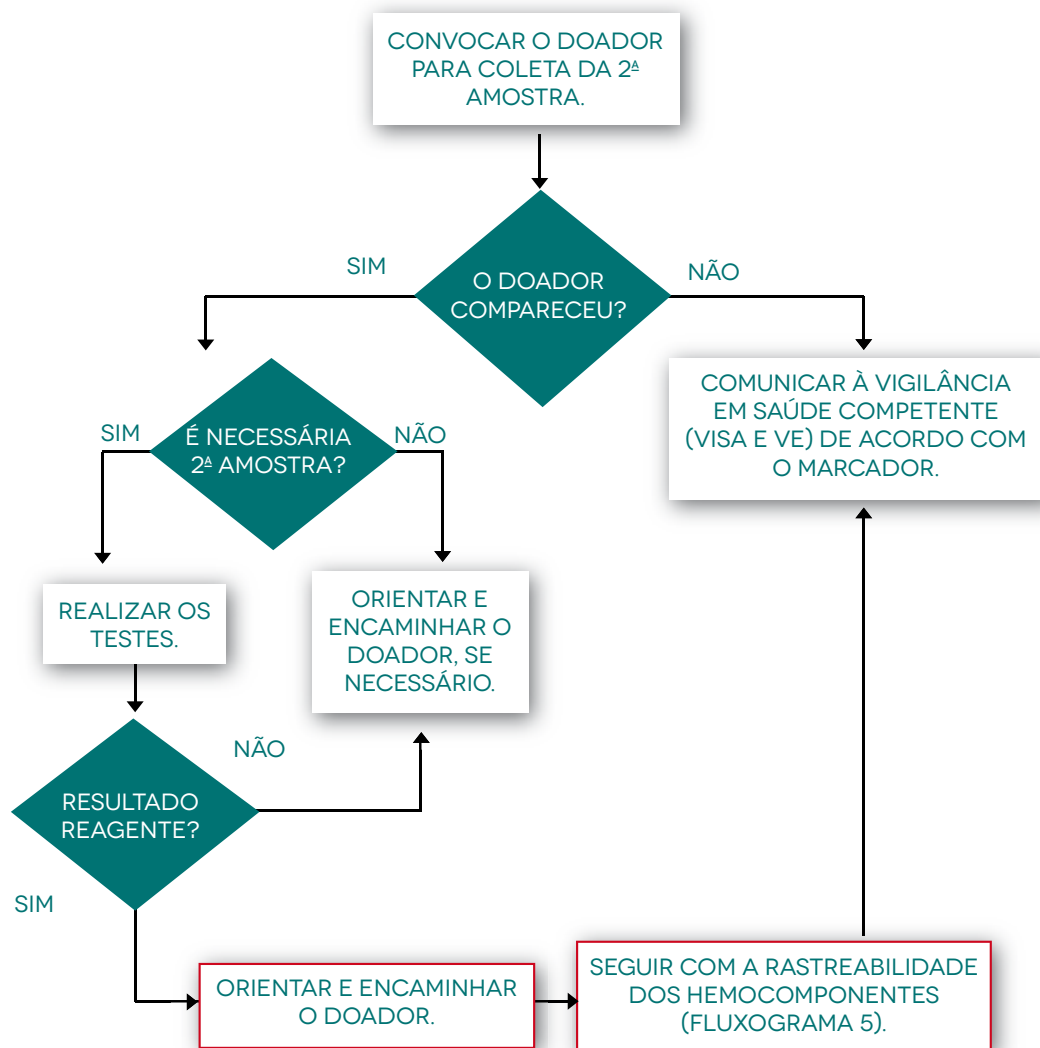 CONVOCAR O DOADOR
PARA COLETA DA 2ª
AMOSTRA.
SIM
O DOADOR
COMPARECEU?
NÃO
COMUNICAR À VIGILÂNCIA
EM SAÚDE COMPETENTE
(VISA E VE) DE ACORDO COM
O MARCADOR.
SIM
É NECESSÁRIA
2ª AMOSTRA?
NÃO
REALIZAR OS
TESTES.
ORIENTAR E
ENCAMINHAR O
DOADOR, SE
NECESSÁRIO.
NÃO
RESULTADO
REAGENTE?
SIM
ORIENTAR E ENCAMINHAR
O DOADOR.
SEGUIR COM A RASTREABILIDADE
DOS HEMOCOMPONENTES
(FLUXOGRAMA 5).